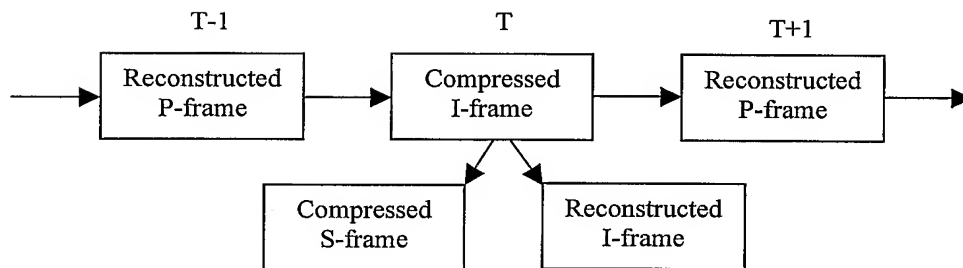 T-1
T
T+1
Reconstructed
P-frame
Compressed
I-frame
Reconstructed
P-frame
Compressed
S-frame
Reconstructed
I-frame